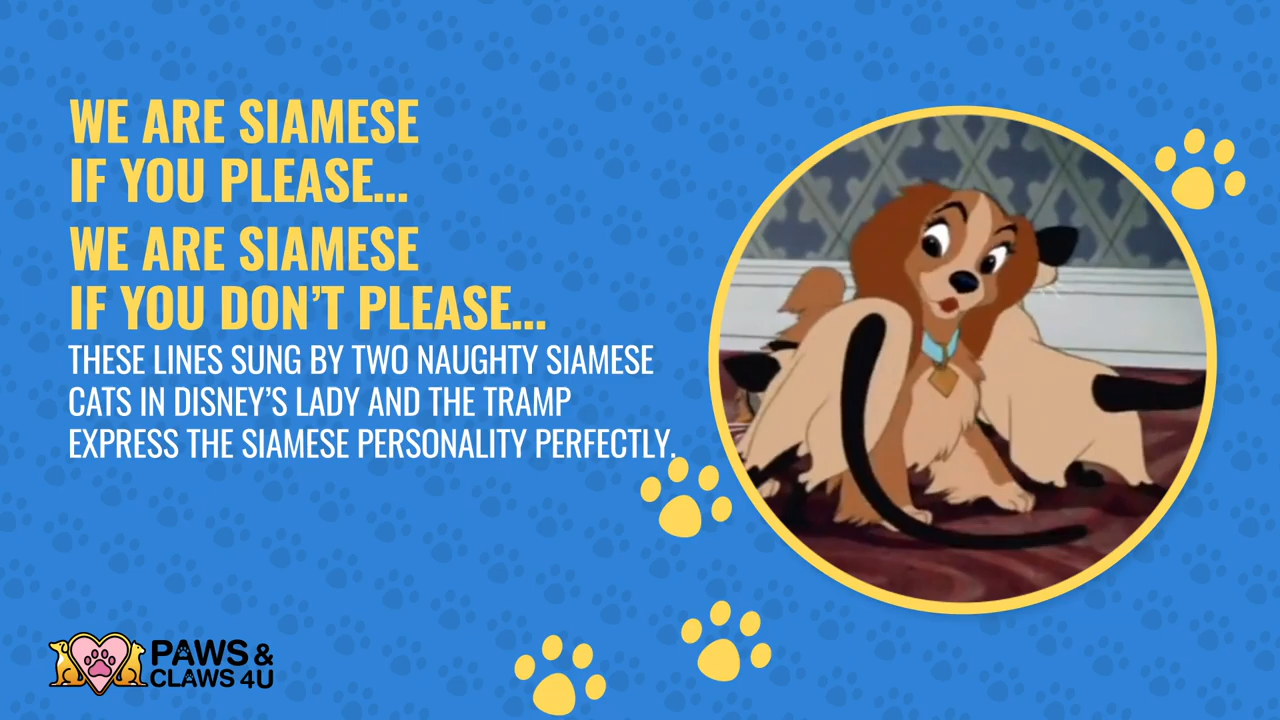 WE ARE SIAMESE
IF YOU PLEASE...
WE ARE SIAMESE
IF YOU DON’T PLEASE...
THESE LINES SUNG BY TWO NAUGHTY SIAMESE
CATS IN DISNEY’S LADY AND THE TRAMP
EXPRESS THE SIAMESE PERSONALITY PERFECTLY.
PAWS &
CLAWS 4U